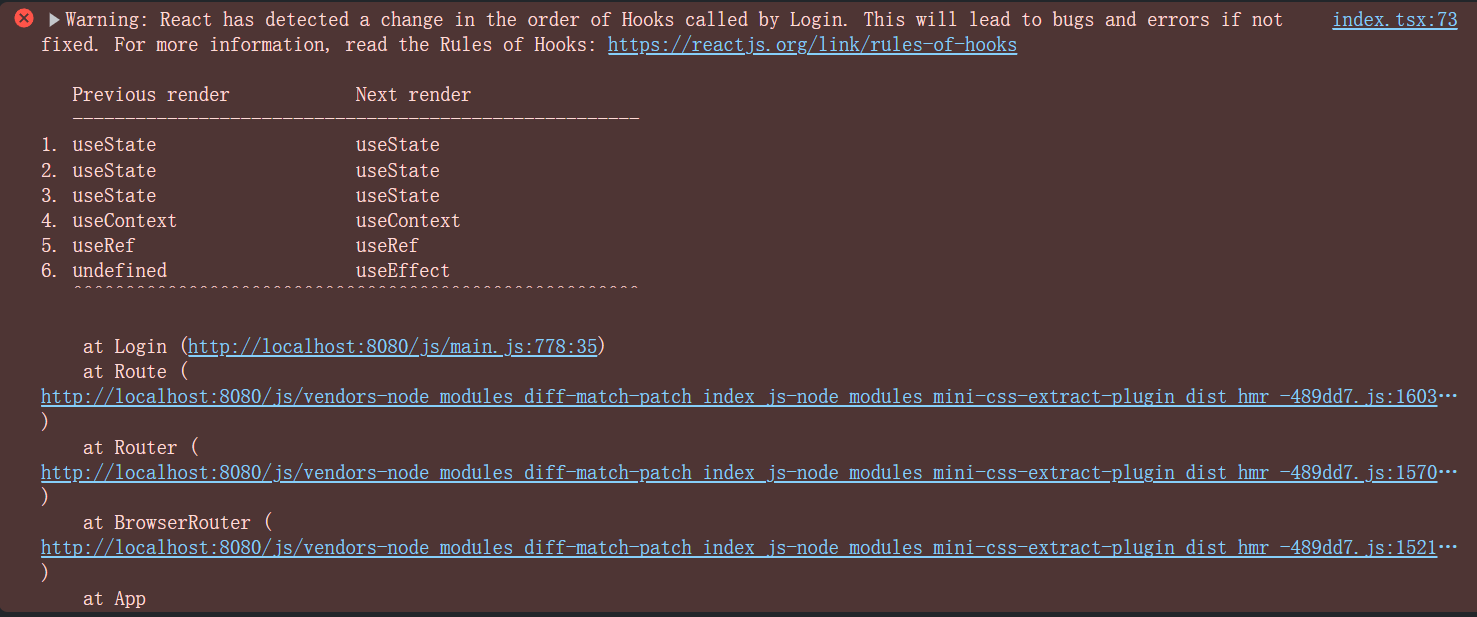 ▶Warning: React has detected a change in the order of Hooks called by Login. This will lead to bugs and errors if not index.tsx:73
fixed. For more information, read the Rules of Hooks: https://reactjs.org/link/rules-of-hooks
Previous render Next render
------------------------------------------------------
1. useState useState
2. useState useState
3. useState useState
4. useContext useContext
5. useRef useRef
6. undefined useEffect
^^^^^^^^^^^^^^^^^^^^^^^^^^^^^^^^^^^^^^^^^^^^^^^^^^^^^^
at Login (http://localhost:8080/js/main.js:778:35)
at Route (
http://localhost:8080/js/vendors-node_modules_diff-match-patch_index_js-node_modules_mini-css-extract-plugin_dist_hmr_-489dd7.js:1603…
)
at Router (
http://localhost:8080/js/vendors-node_modules_diff-match-patch_index_js-node_modules_mini-css-extract-plugin_dist_hmr_-489dd7.js:1570…
)
at BrowserRouter (
http://localhost:8080/js/vendors-node_modules_diff-match-patch_index_js-node_modules_mini-css-extract-plugin_dist_hmr_-489dd7.js:1521…
)
at App